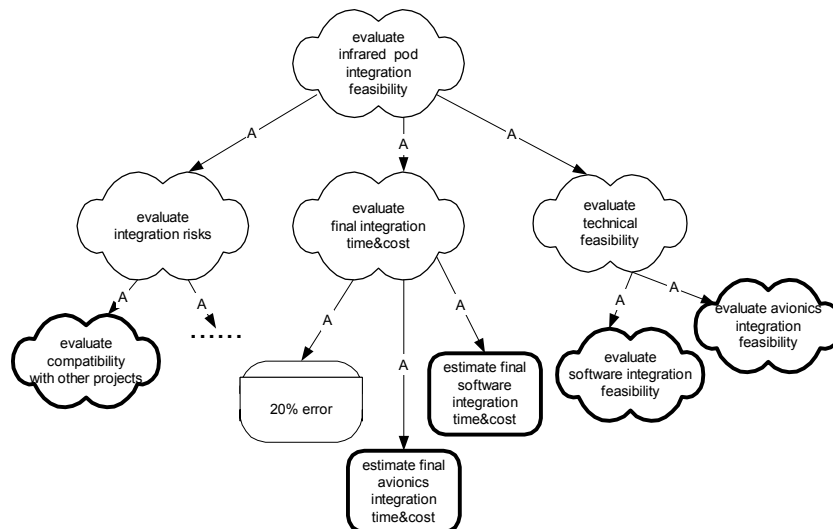 evaluate
infrared pod
integration
feasibility
A
A
A
evaluate
integration risks
evaluate
final integration
time&cost
evaluate
technical
feasibility
A
A
A
A
A
A
A
evaluate
compatibility
with other projects
......
20% error
estimate final
software
integration
time&cost
evaluate
software integration
feasibility
evaluate avionics
integration
feasibility
estimate final
avionics
integration
time&cost